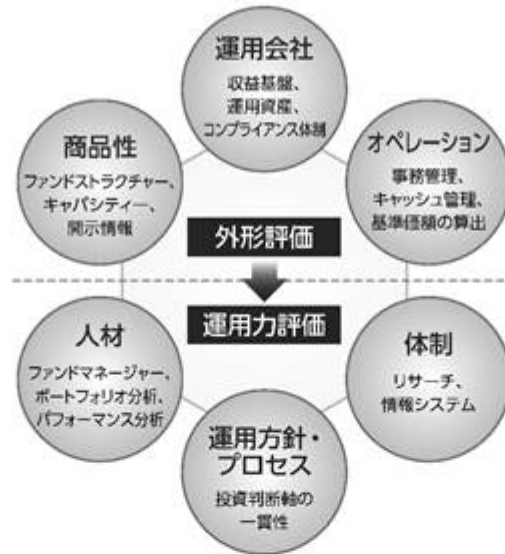 運用会社
収益基盤、
運用資産、
コンプライアンス体制
商品性
ファンドストラクチャー、
キャパシティー、
開示情報
オペレーション
事務管理、
キャッシュ管理、
基準価額の算出
外形評価
運用力評価
人材
ファンドマネージャー、
ポートフォリオ分析、
パフォーマンス分析
体制
リサーチ、
情報システム
運用方針・
プロセス
投資判断軸の
一貫性